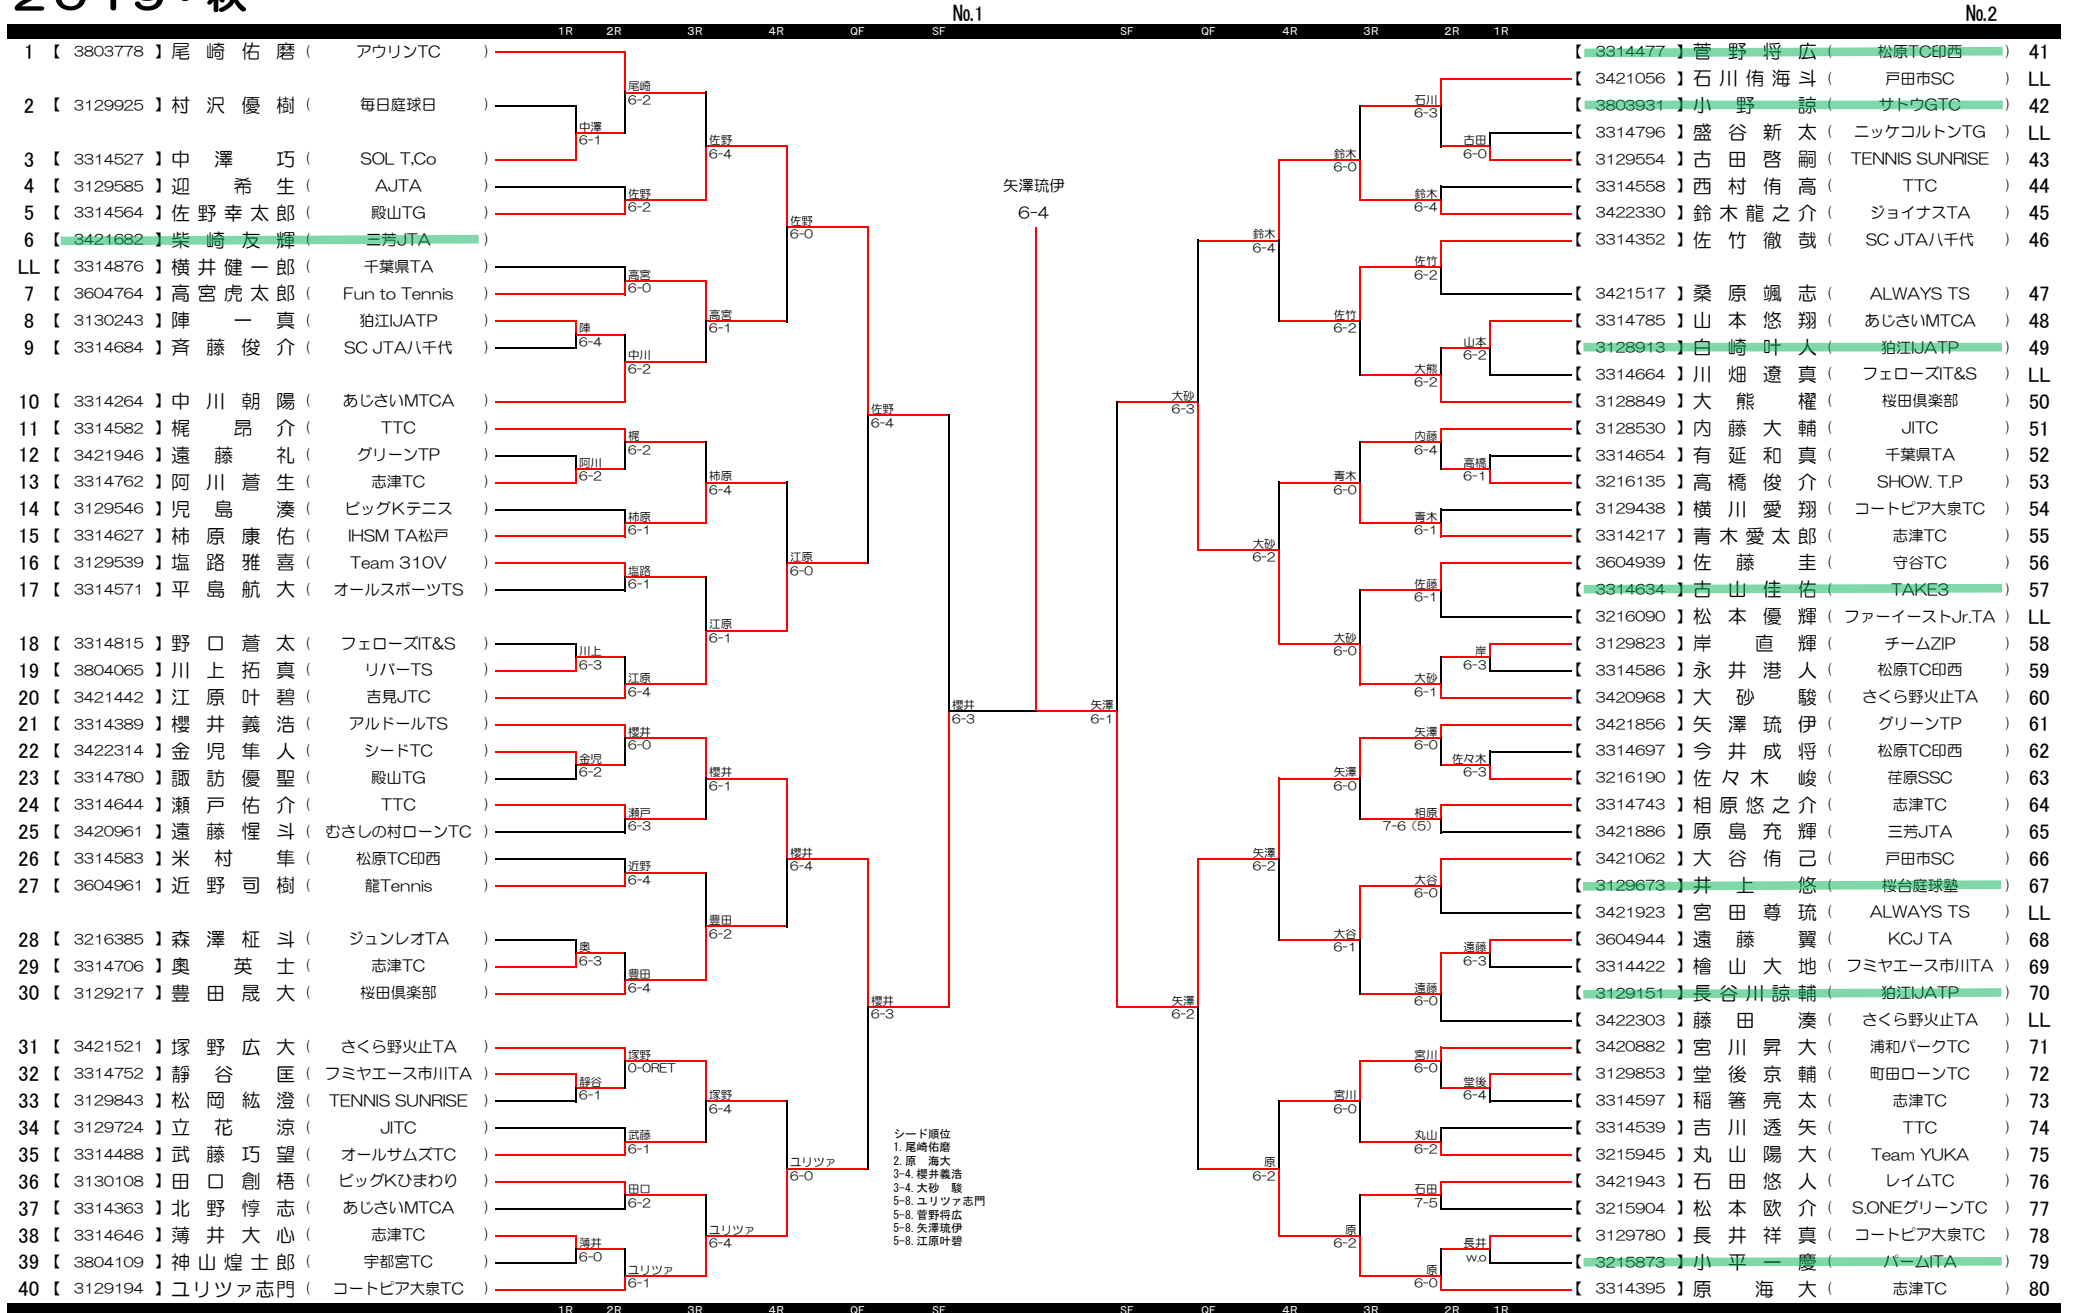 2019・秋
No.1
No.2
1R 2R 3R 4R QF SF SF QF 4R 3R 2R 1R
1 【 3803778 】 尾崎佑磨 ( アウリンTC )
2 【 3129925 】 村沢優樹 ( 毎日庭球日 )
3 【 3314527 】 中澤巧 ( SOL T.Co )
4 【 3129585 】 迎希生 ( AJTA )
5 【 3314564 】 佐野幸太郎 ( 殿山TG )
6 【 3421682 】 柴崎友輝 ( 三芳JTA )
LL 【 3314876 】 横井健一郎 ( 千葉県TA )
7 【 3604764 】 高宮虎太郎 ( Fun to Tennis )
8 【 3130243 】 陣一真 ( 狛江IJATP )
9 【 3314684 】 斉藤俊介 ( SC JTA八千代 )
10 【 3314264 】 中川朝陽 ( あじさいMTCA )
11 【 3314582 】 梶昂介 ( TTC )
12 【 3421946 】 遠藤礼 ( グリーンTP )
13 【 3314762 】 阿川蒼生 ( 志津TC )
14 【 3129546 】 児島湊 ( ビッグKテニス )
15 【 3314627 】 柿原康佑 ( IHSM TA松戸 )
16 【 3129539 】 塩路雅喜 ( Team 310V )
17 【 3314571 】 平島航大 ( オールスポーツTS )
18 【 3314815 】 野口蒼太 ( フェローズIT&S )
19 【 3804065 】 川上拓真 ( リバーTS )
20 【 3421442 】 江原叶碧 ( 吉見JTC )
21 【 3314389 】 櫻井義浩 ( アルドールTS )
22 【 3422314 】 金児隼人 ( シードTC )
23 【 3314780 】 諏訪優聖 ( 殿山TG )
24 【 3314644 】 瀬戸佑介 ( TTC )
25 【 3420961 】 遠藤惺斗 ( むさしの村ローンTC )
26 【 3314583 】 米村隼 ( 松原TC印西 )
27 【 3604961 】 近野司樹 ( 龍Tennis )
28 【 3216385 】 森澤柾斗 ( ジュンレオTA )
29 【 3314706 】 奥英士 ( 志津TC )
30 【 3129217 】 豊田晟大 ( 桜田倶楽部 )
31 【 3421521 】 塚野広大 ( さくら野火止TA )
32 【 3314752 】 靜谷匡 ( フミヤエース市川TA )
33 【 3129843 】 松岡紘澄 ( TENNIS SUNRISE )
34 【 3129724 】 立花涼 ( JITC )
35 【 3314488 】 武藤巧望 ( オールサムズTC )
36 【 3130108 】 田口創梧 ( ビッグKひまわり )
37 【 3314363 】 北野惇志 ( あじさいMTCA )
38 【 3314646 】 薄井大心 ( 志津TC )
39 【 3804109 】 神山煌士郎 ( 宇都宮TC )
40 【 3129194 】 ユリツァ志門 ( コートピア大泉TC )
中澤 6-1
陣 6-4
阿川 6-2
川上 6-3
金児 6-2
奥 6-3
靜谷 6-1
薄井 6-0
尾崎 6-2
佐野 6-2
高宮 6-0
中川 6-2
梶 6-2
柿原 6-1
塩路 6-1
江原 6-4
櫻井 6-0
瀬戸 6-3
近野 6-4
豊田 6-4
塚野 0-0RET
武藤 6-1
田口 6-2
ユリツァ 6-1
佐野 6-4
高宮 6-1
柿原 6-4
江原 6-1
櫻井 6-1
豊田 6-2
塚野 6-4
ユリツァ 6-4
佐野 6-0
江原 6-0
櫻井 6-4
ユリツァ 6-0
佐野 6-4
櫻井 6-3
櫻井 6-3
矢澤琉伊
6-4
シード順位
1. 尾崎佑磨
2. 原 海大
3-4. 櫻井義浩
3-4. 大砂 駿
5-8. ユリツァ志門
5-8. 菅野将広
5-8. 矢澤琉伊
5-8. 江原叶碧
矢澤 6-1
大砂 6-3
矢澤 6-2
鈴木 6-4
大砂 6-2
矢澤 6-2
原 6-2
鈴木 6-0
佐竹 6-2
青木 6-0
大砂 6-0
矢澤 6-0
大谷 6-1
宮川 6-0
原 6-2
石川 6-3
鈴木 6-4
佐竹 6-2
大熊 6-2
内藤 6-4
青木 6-1
佐藤 6-1
大砂 6-1
矢澤 6-0
相原 7-6 (5)
大谷 6-0
遠藤 6-0
宮川 6-0
丸山 6-2
石田 7-5
原 6-0
古田 6-0
山本 6-2
高橋 6-1
岸 6-3
佐々木 6-3
遠藤 6-3
堂後 6-4
長井 w.o
【 3314477 】 菅野将広 ( 松原TC印西 ) 41
【 3421056 】 石川侑海斗 ( 戸田市SC ) LL
【 3803931 】 小野諒 ( サトウGTC ) 42
【 3314796 】 盛谷新太 ( ニッケコルトンTG ) LL
【 3129554 】 古田啓嗣 ( TENNIS SUNRISE ) 43
【 3314558 】 西村侑高 ( TTC ) 44
【 3422330 】 鈴木龍之介 ( ジョイナスTA ) 45
【 3314352 】 佐竹徹哉 ( SC JTA八千代 ) 46
【 3421517 】 桑原颯志 ( ALWAYS TS ) 47
【 3314785 】 山本悠翔 ( あじさいMTCA ) 48
【 3128913 】 白崎叶人 ( 狛江IJATP ) 49
【 3314664 】 川畑遼真 ( フェローズIT&S ) LL
【 3128849 】 大熊櫂 ( 桜田倶楽部 ) 50
【 3128530 】 内藤大輔 ( JITC ) 51
【 3314654 】 有延和真 ( 千葉県TA ) 52
【 3216135 】 高橋俊介 ( SHOW. T.P ) 53
【 3129438 】 横川愛翔 ( コートピア大泉TC ) 54
【 3314217 】 青木愛太郎 ( 志津TC ) 55
【 3604939 】 佐藤圭 ( 守谷TC ) 56
【 3314634 】 古山佳佑 ( TAKE3 ) 57
【 3216090 】 松本優輝 ( ファーイーストJr.TA ) LL
【 3129823 】 岸直輝 ( チームZIP ) 58
【 3314586 】 永井港人 ( 松原TC印西 ) 59
【 3420968 】 大砂駿 ( さくら野火止TA ) 60
【 3421856 】 矢澤琉伊 ( グリーンTP ) 61
【 3314697 】 今井成将 ( 松原TC印西 ) 62
【 3216190 】 佐々木峻 ( 荏原SSC ) 63
【 3314743 】 相原悠之介 ( 志津TC ) 64
【 3421886 】 原島充輝 ( 三芳JTA ) 65
【 3421062 】 大谷侑己 ( 戸田市SC ) 66
【 3129673 】 井上悠 ( 桜台庭球塾 ) 67
【 3421923 】 宮田尊琉 ( ALWAYS TS ) LL
【 3604944 】 遠藤翼 ( KCJ TA ) 68
【 3314422 】 檜山大地 ( フミヤエース市川TA ) 69
【 3129151 】 長谷川諒輔 ( 狛江IJATP ) 70
【 3422303 】 藤田湊 ( さくら野火止TA ) LL
【 3420882 】 宮川昇大 ( 浦和パークTC ) 71
【 3129853 】 堂後京輔 ( 町田ローンTC ) 72
【 3314597 】 稲箸亮太 ( 志津TC ) 73
【 3314539 】 吉川透矢 ( TTC ) 74
【 3215945 】 丸山陽大 ( Team YUKA ) 75
【 3421943 】 石田悠人 ( レイムTC ) 76
【 3215904 】 松本欧介 ( S.ONEグリーンTC ) 77
【 3129780 】 長井祥真 ( コートピア大泉TC ) 78
【 3215873 】 小平一慶 ( パームITA ) 79
【 3314395 】 原海大 ( 志津TC ) 80
1R 2R 3R 4R QF SF SF QF 4R 3R 2R 1R